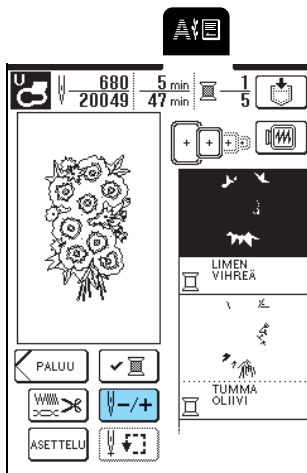 A
U
680 5 min 1
20049 47 min 5
LIMEN
VIHREÄ
PALUU
TUMMA
OLIIVI
-/+
ASETTELU